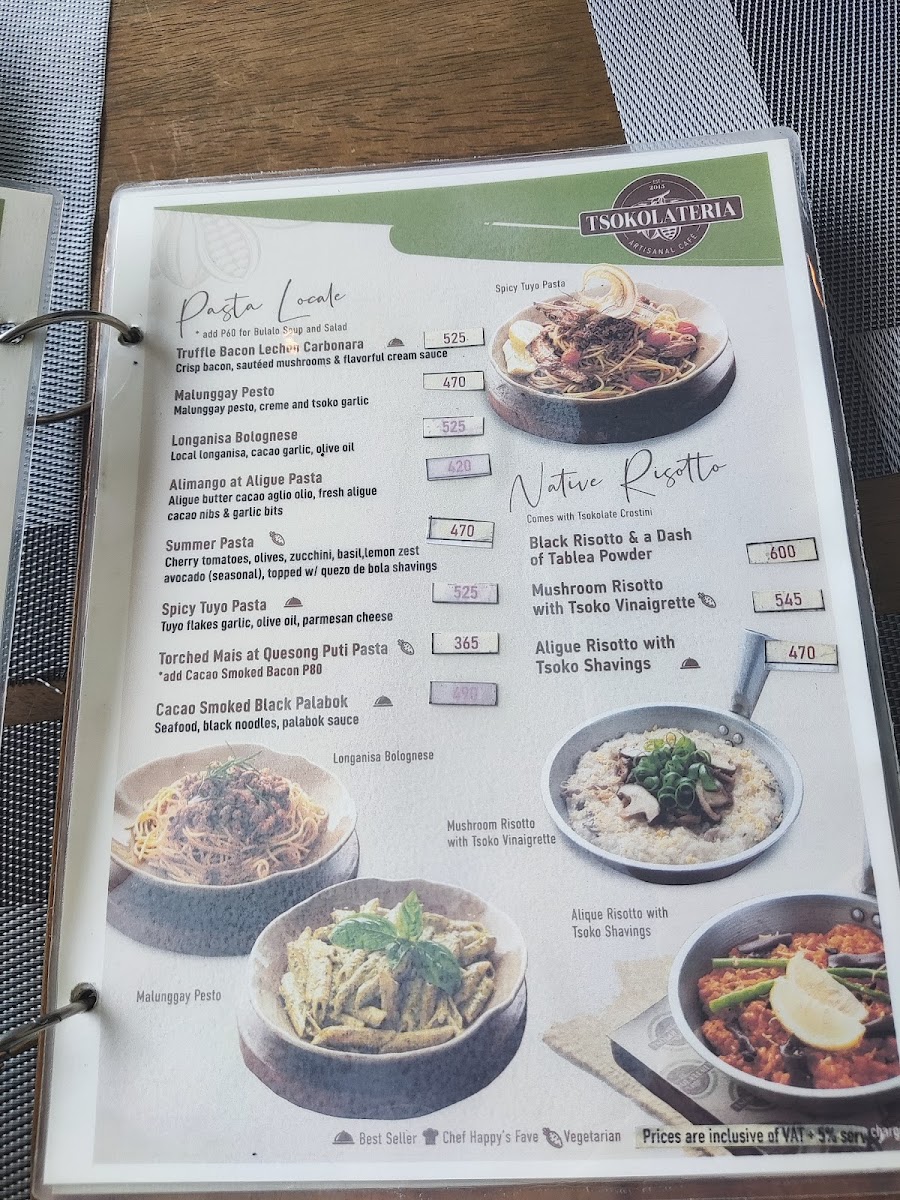 EST
2015
TSOKOLATERIA
ARTISANAL CAFE
Pasta Locale
* add P60 for Bulalo Soup and Salad
Truffle Bacon Lechon Carbonara 525
Crisp bacon, sautéed mushrooms & flavorful cream sauce
Malunggay Pesto 470
Malunggay pesto, creme and tsoko garlic
Longanisa Bolognese 525
Local longanisa, cacao garlic, olive oil
Alimango at Aligue Pasta 420
Aligue butter cacao aglio olio, fresh aligue
cacao nibs & garlic bits
Summer Pasta 470
Cherry tomatoes, olives, zucchini, basil,lemon zest
avocado (seasonal), topped w/ quezo de bola shavings
Spicy Tuyo Pasta 525
Tuyo flakes garlic, olive oil, parmesan cheese
Torched Mais at Quesong Puti Pasta 365
*add Cacao Smoked Bacon P80
Cacao Smoked Black Palabok 490
Seafood, black noodles, palabok sauce
Spicy Tuyo Pasta
Native Risotto
Comes with Tsokolate Crostini
Black Risotto & a Dash
of Tablea Powder 600
Mushroom Risotto
with Tsoko Vinaigrette 545
Aligue Risotto with
Tsoko Shavings 470
Longanisa Bolognese
Mushroom Risotto
with Tsoko Vinaigrette
Alique Risotto with
Tsoko Shavings
Malunggay Pesto
Best Seller Chef Happy's Fave Vegetarian
Prices are inclusive of VAT + 5% serv charg